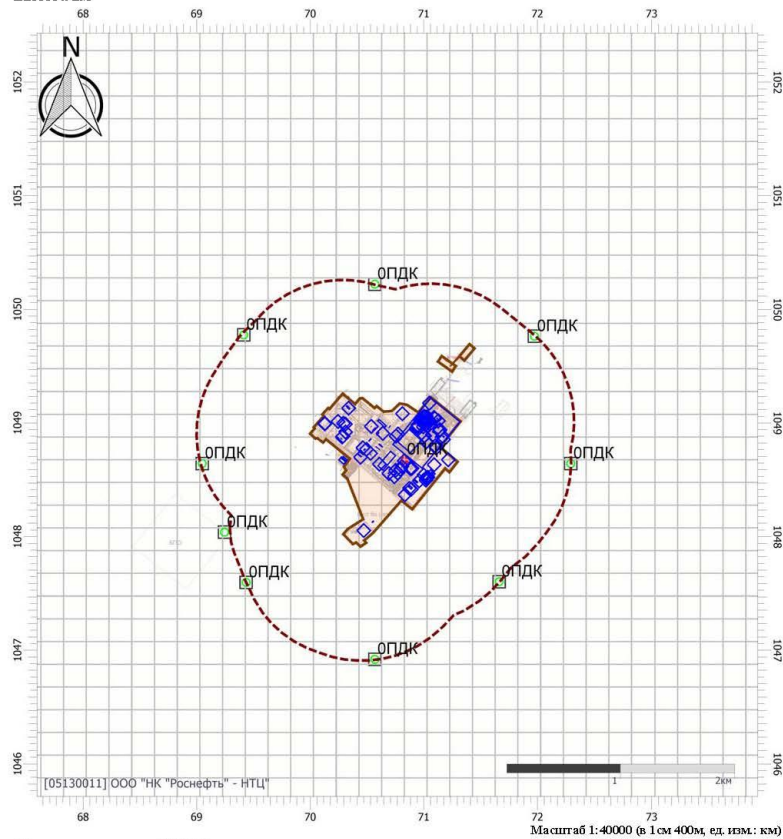 68 69 70 71 72 73
N
1052 1052
1051 1051
0ПДК
1050 1050
0ПДК 0ПДК
1049 1049
0ПДК
0ПДК 0ПДК
0ПДК
1048 1048
0ПДК 0ПДК
0ПДК
1047 1047
1046 1046
[05130011] ООО "НК "Роснефть" - НТЦ"
1 2км
68 69 70 71 72 73
Масштаб 1:40000 (в 1см 400м, ед. изм.: км)